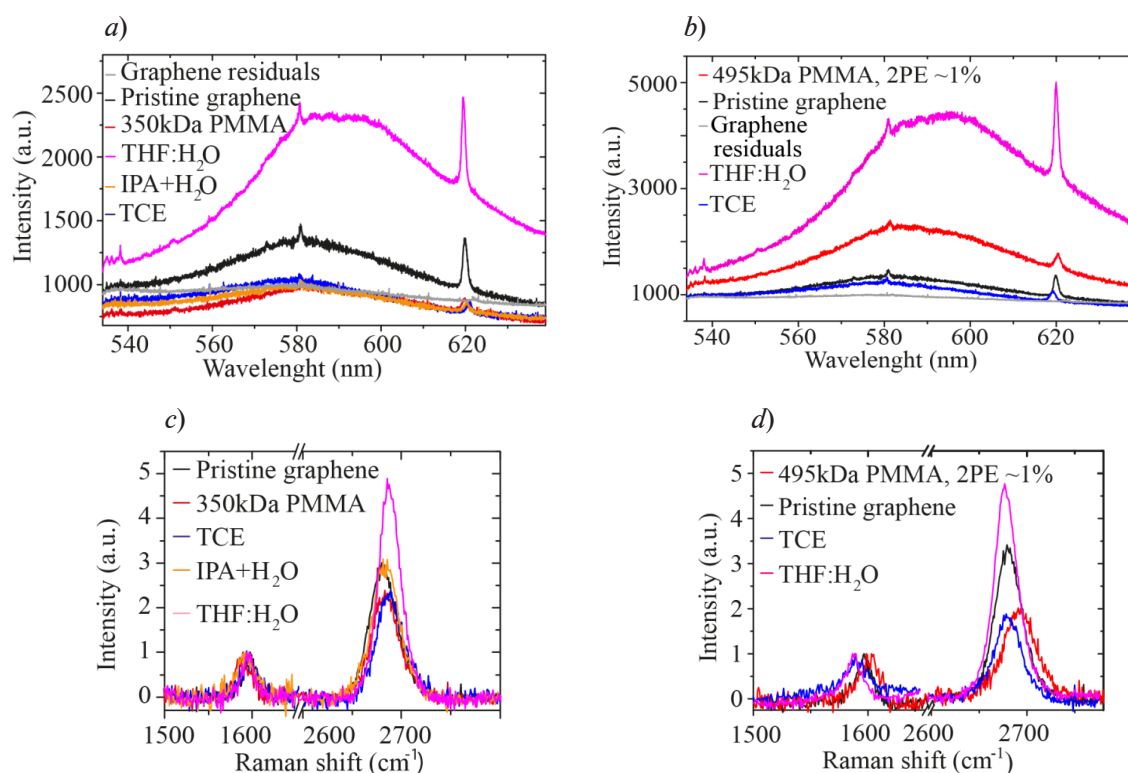 a)
Graphene residuals
Pristine graphene
350kDa PMMA
THF:H₂O
IPA+H₂O
TCE
2500
2000
1500
1000
Intensity (a.u.)
540 560 580 600 620
Wavelenght (nm)
b)
495kDa PMMA, 2PE ~1%
Pristine graphene
Graphene
residuals
THF:H₂O
TCE
5000
3000
1000
Intensity (a.u.)
540 560 580 600 620
Wavelenght (nm)
c)
Pristine graphene
350kDa PMMA
TCE
IPA+H₂O
THF:H₂O
5
4
3
2
1
0
Intensity (a.u.)
1500 1600 2600 2700
Raman shift (cm⁻¹)
d)
495kDa PMMA, 2PE ~1%
Pristine graphene
TCE
THF:H₂O
5
4
3
2
1
0
Intensity (a.u.)
1500 1600 2600 2700
Raman shift (cm⁻¹)